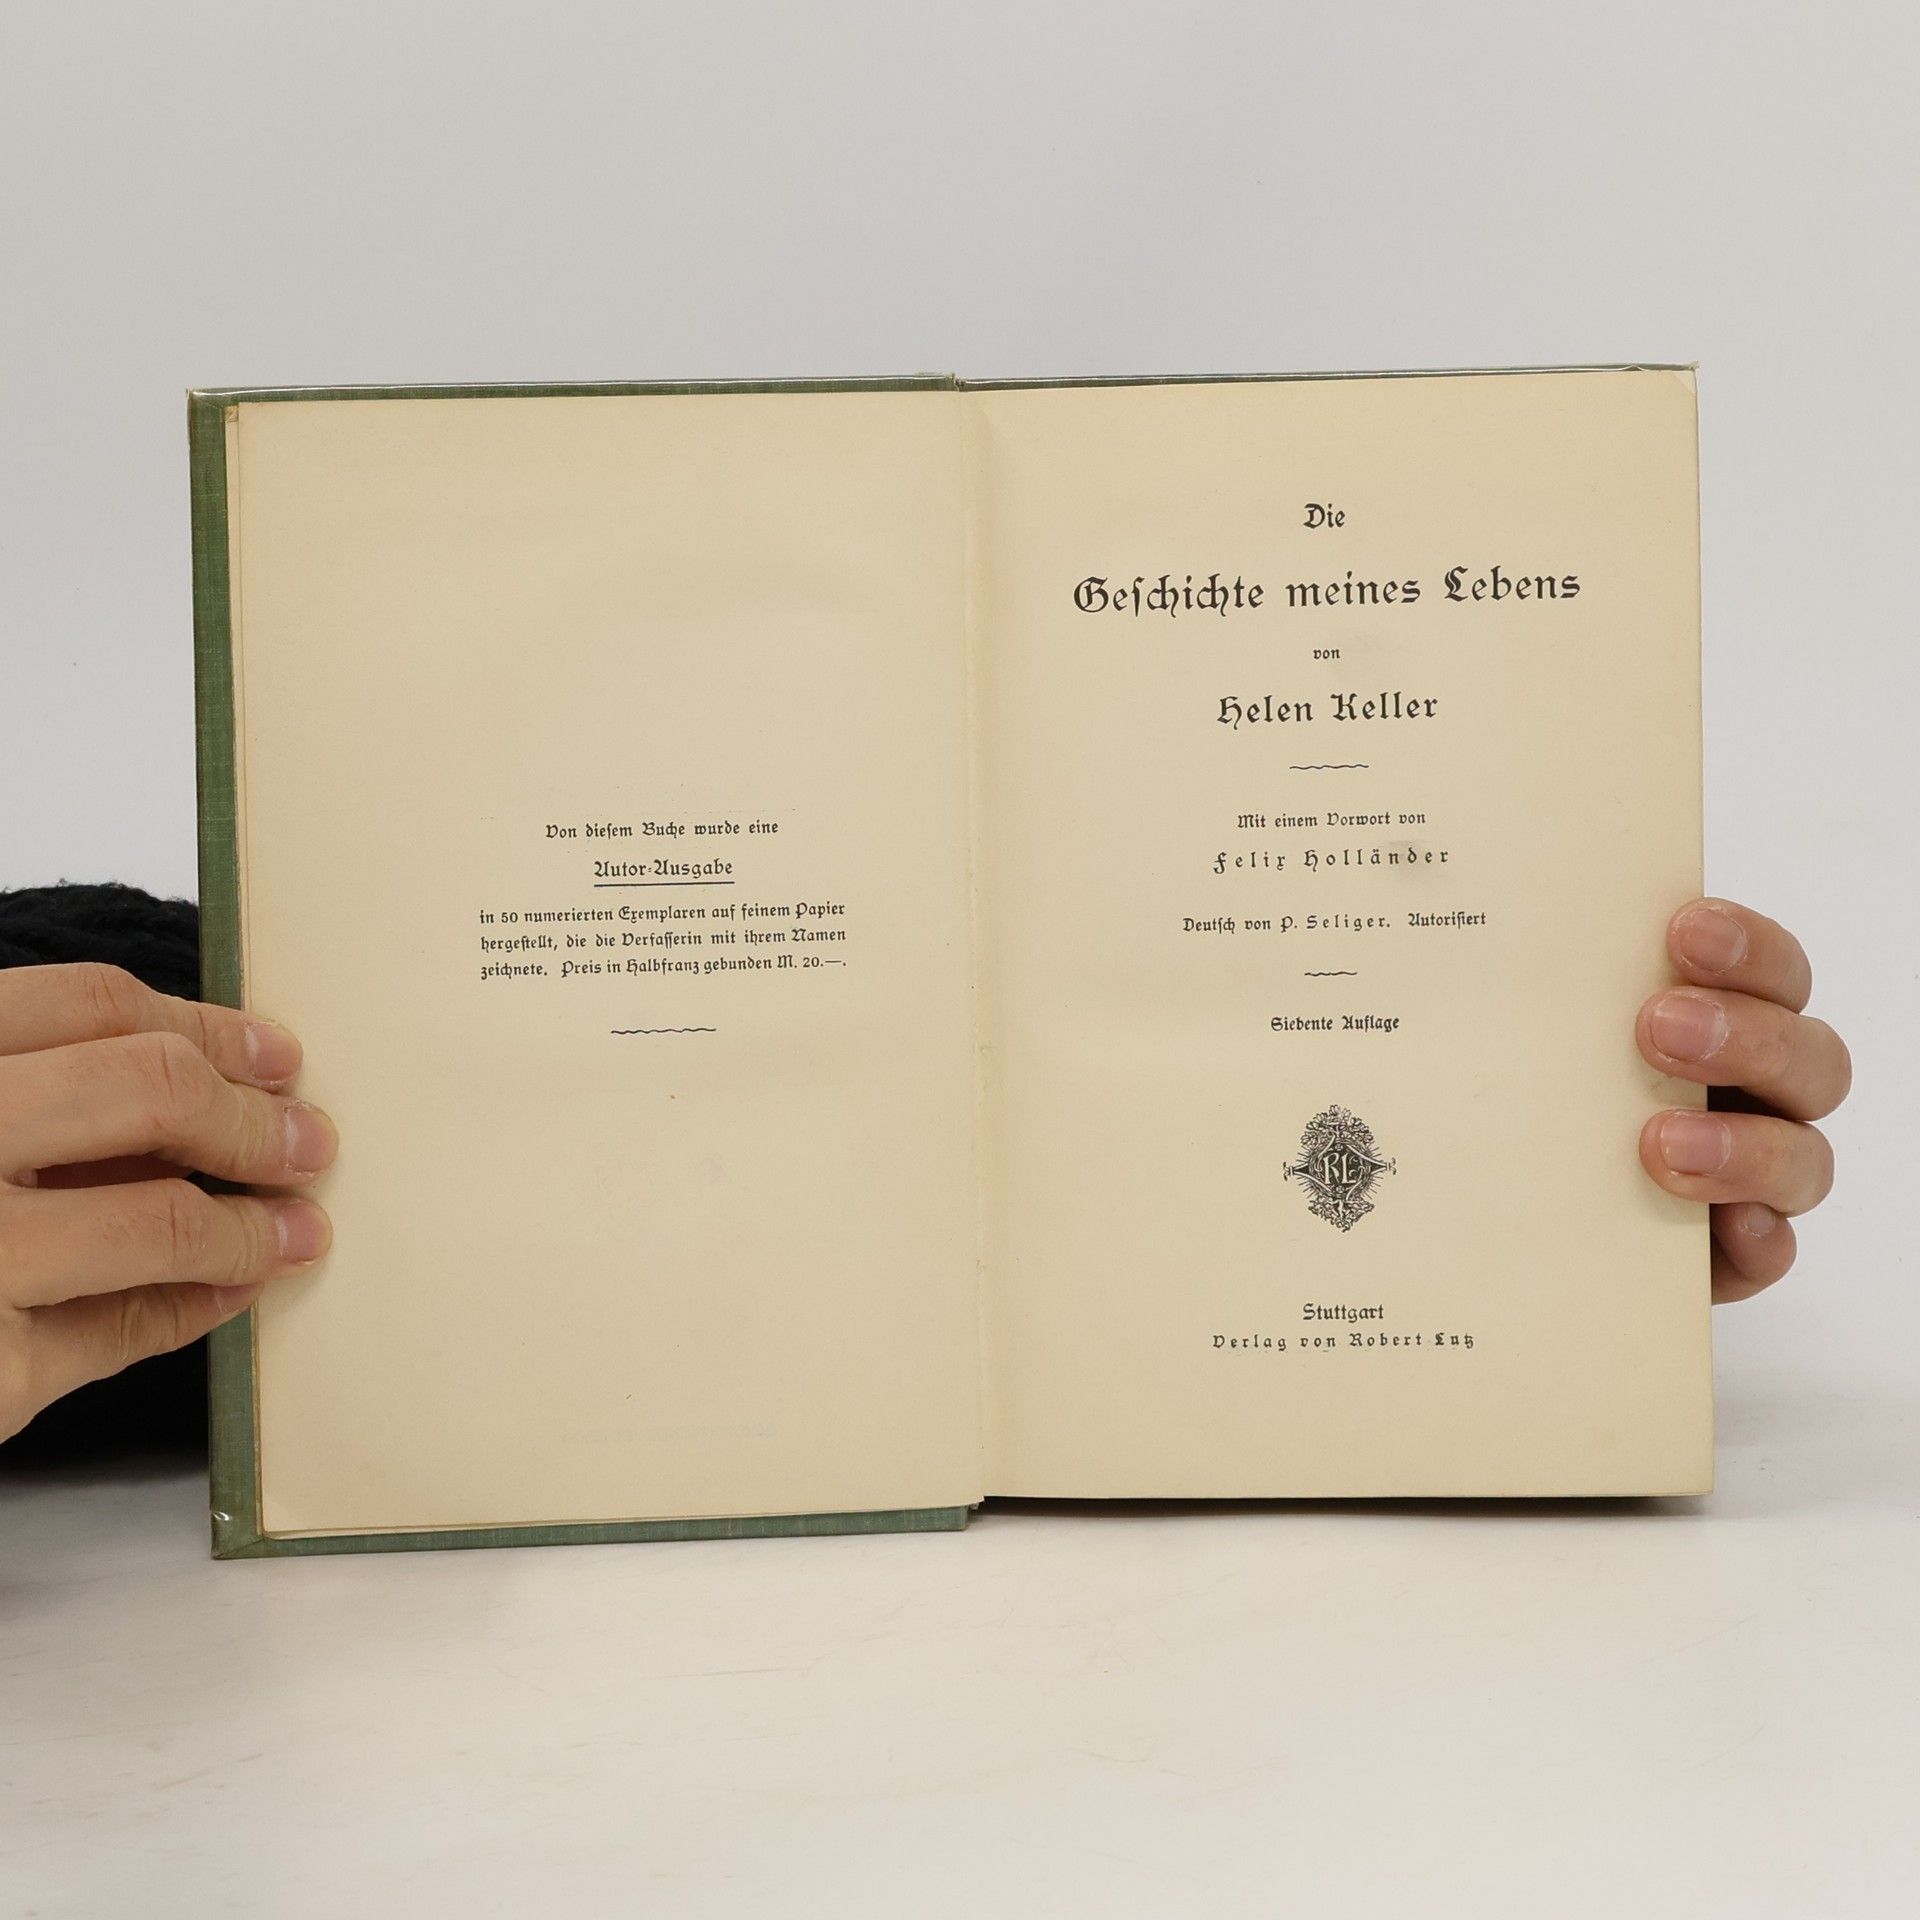 Von dieſem Buche wurde eine
Autor-Ausgabe
in 50 numerierten Exemplaren auf feinem Papier
hergeſtellt, die die Verfaſſerin mit ihrem Namen
zeichnete. Preis in Halbfranz gebunden M. 20.—.
Die
Geſchichte meines Lebens
von
Helen Keller
Mit einem Vorwort von
Felix Holländer
Deutſch von P. Seliger. Autoriſiert
Siebente Auflage
RL
Stuttgart
Verlag von Robert Lutz